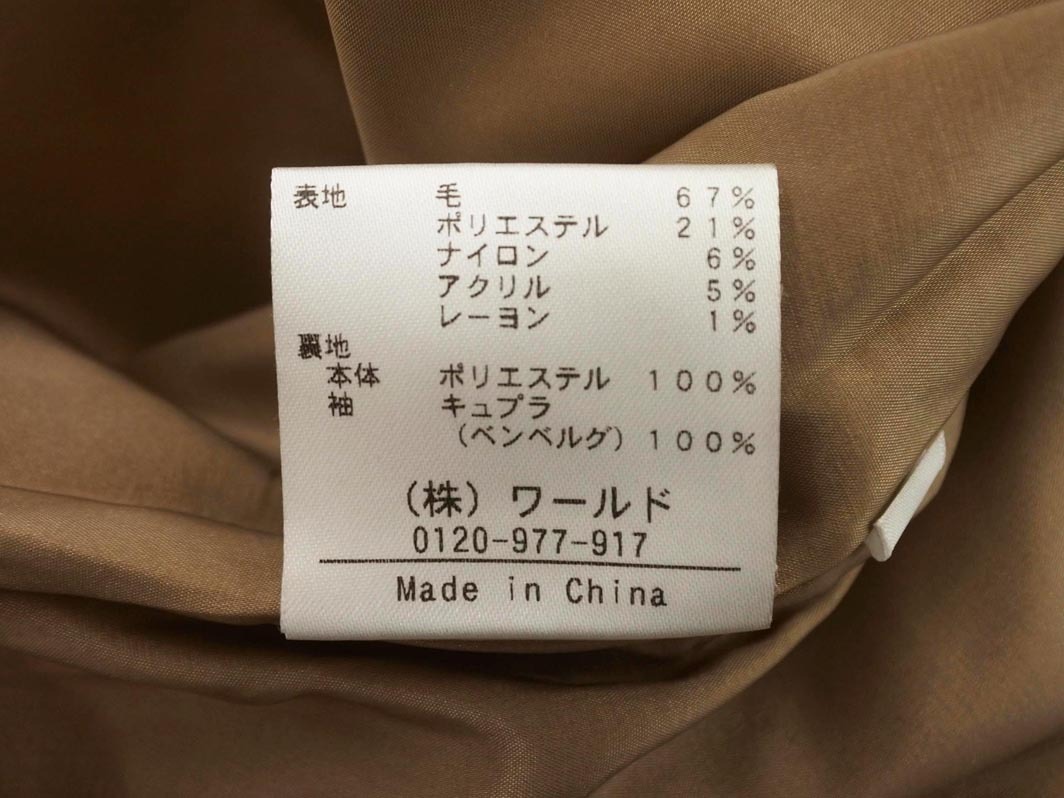 表地 毛 67%
ポリエステル 21%
ナイロン 6%
アクリル 5%
レーヨン 1%
裏地
本体 ポリエステル 100%
袖 キュプラ
（ベンベルグ）100%
（株）ワールド
0120-977-917
Made in China